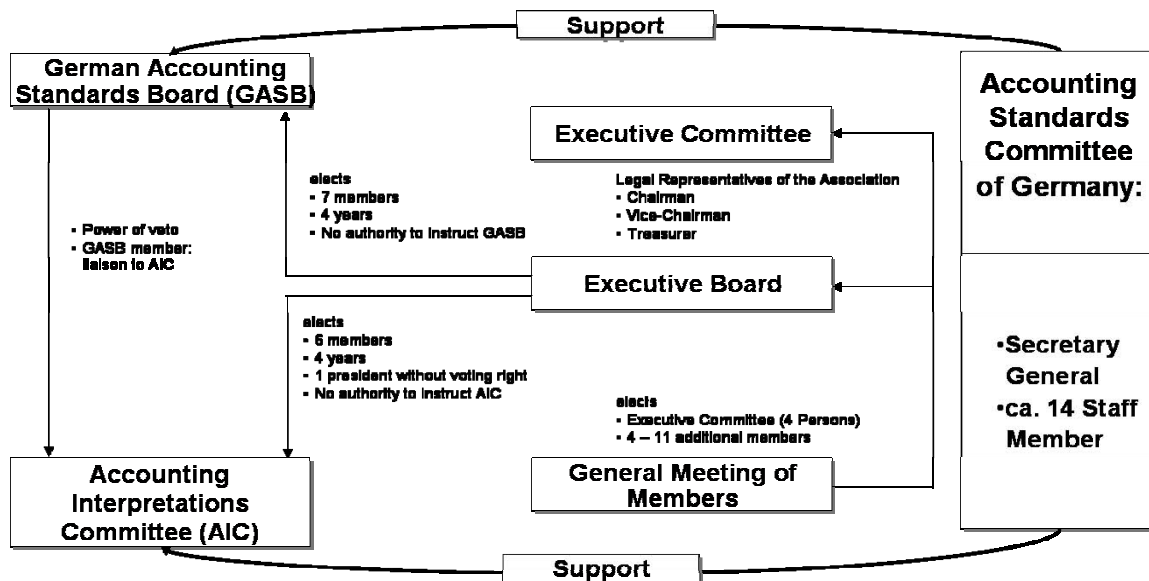 Support
German Accounting
Standards Board (GASB)
Accounting
Standards
Committee
of Germany:
Executive Committee
elects
▪ 7 members
▪ 4 years
▪ No authority to instruct GASB
Legal Representatives of the Association
▪ Chairman
▪ Vice-Chairman
▪ Treasurer
▪ Power of veto
▪ GASB member:
liaison to AIC
Executive Board
elects
▪ 6 members
▪ 4 years
▪ 1 president without voting right
▪ No authority to instruct AIC
•Secretary
General
•ca. 14 Staff
Member
elects
▪ Executive Committee (4 Persons)
▪ 4 – 11 additional members
General Meeting of
Members
Accounting
Interpretations
Committee (AIC)
Support